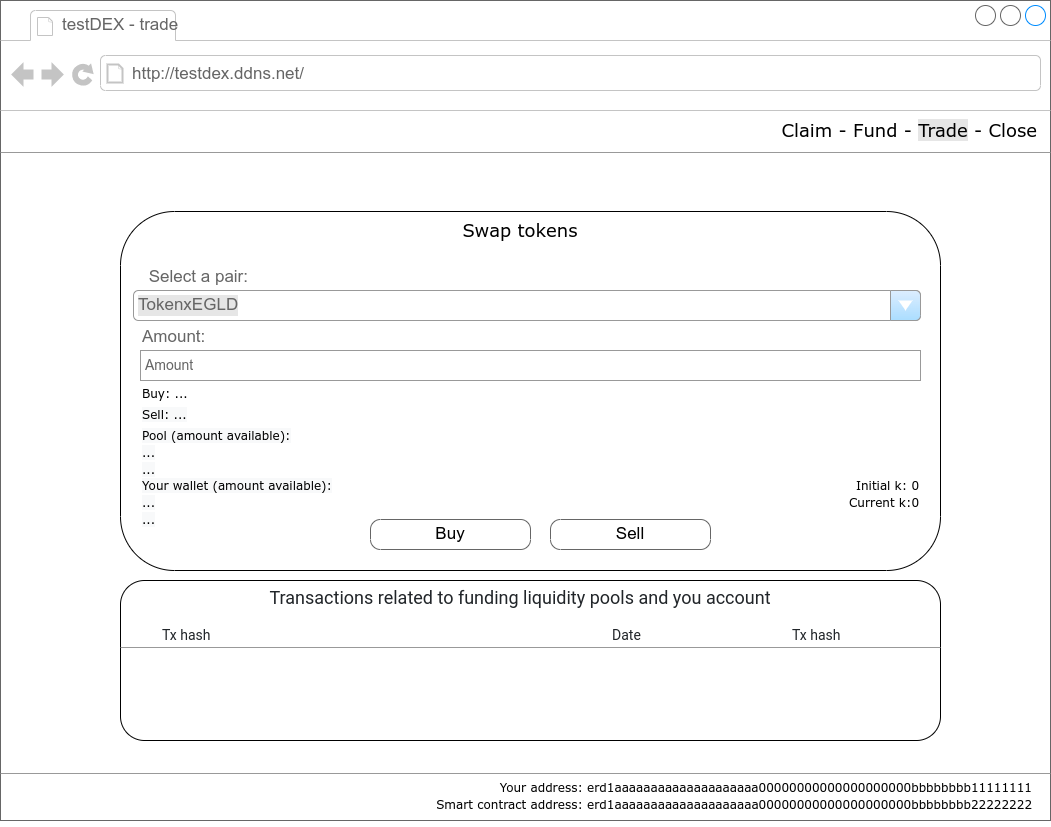 testDEX - trade
http://testdex.ddns.net/
Claim - Fund - Trade - Close
Swap tokens
Select a pair:
TokenxEGLD
Amount:
Amount
Buy: ...
Sell: ...
Pool (amount available):
...
...
Your wallet (amount available):
Initial k: 0
...
Current k:0
...
Buy
Sell
Transactions related to funding liquidity pools and you account
Tx hash Date Tx hash
Your address: erd1aaaaaaaaaaaaaaaaaaaaaaaa00000000000000000000bbbbbbbb11111111
Smart contract address: erd1aaaaaaaaaaaaaaaaaaaaaaaa00000000000000000000bbbbbbbb22222222